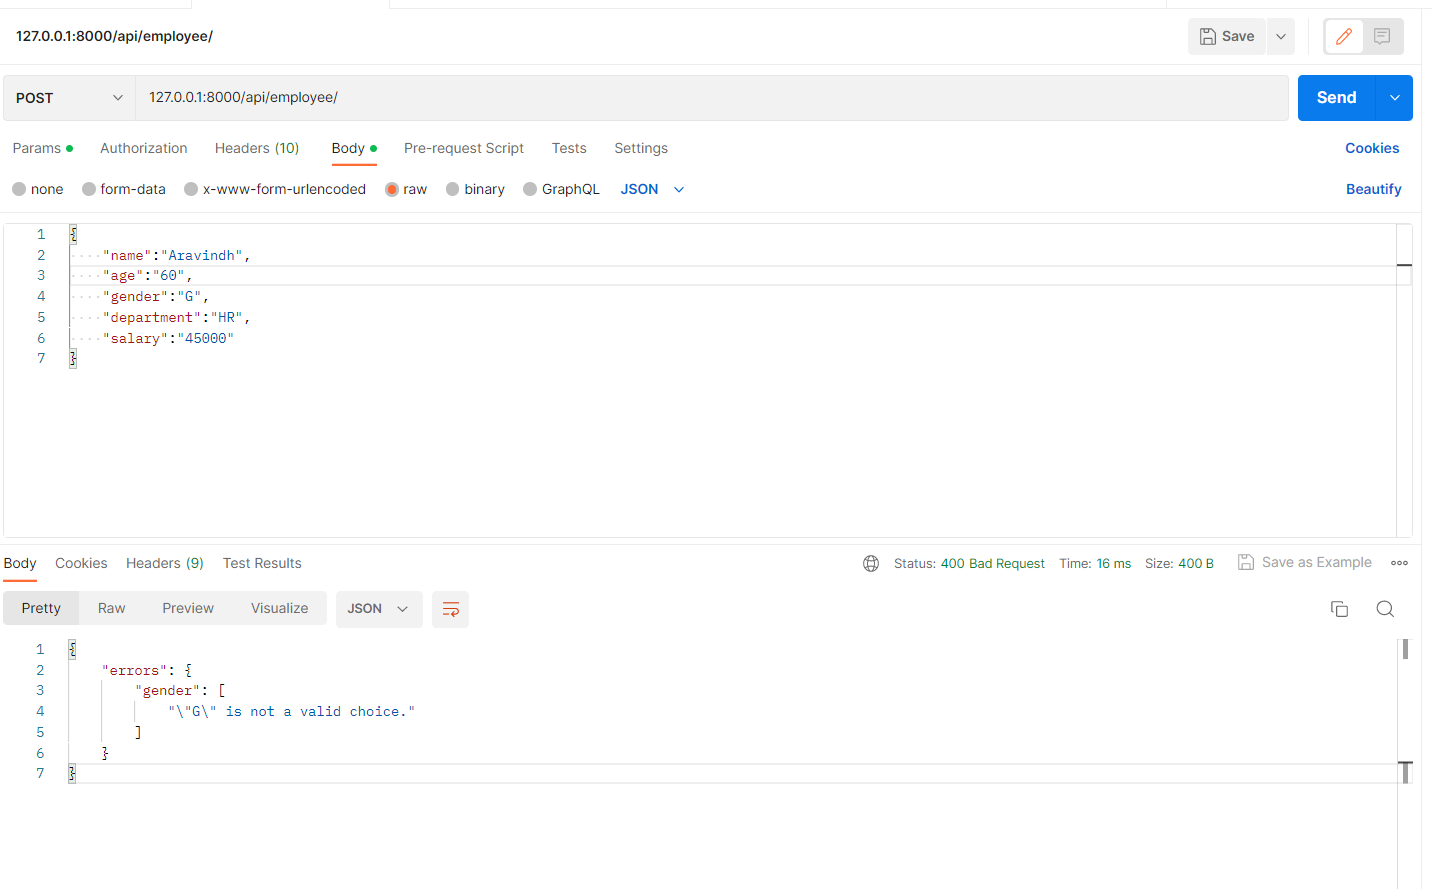 127.0.0.1:8000/api/employee/
Save
POST
127.0.0.1:8000/api/employee/
Send
Params
Authorization
Headers (10)
Body
Pre-request Script
Tests
Settings
Cookies
none
form-data
x-www-form-urlencoded
raw
binary
GraphQL
JSON
Beautify
1 {
2 "name":"Aravindh",
3 "age":"60",
4 "gender":"G",
5 "department":"HR",
6 "salary":"45000"
7 }
Body
Cookies
Headers (9)
Test Results
Status: 400 Bad Request
Time: 16 ms
Size: 400 B
Save as Example
Pretty
Raw
Preview
Visualize
JSON
1 {
2 "errors": {
3 "gender": [
4 "\"G\" is not a valid choice."
5 ]
6 }
7 }